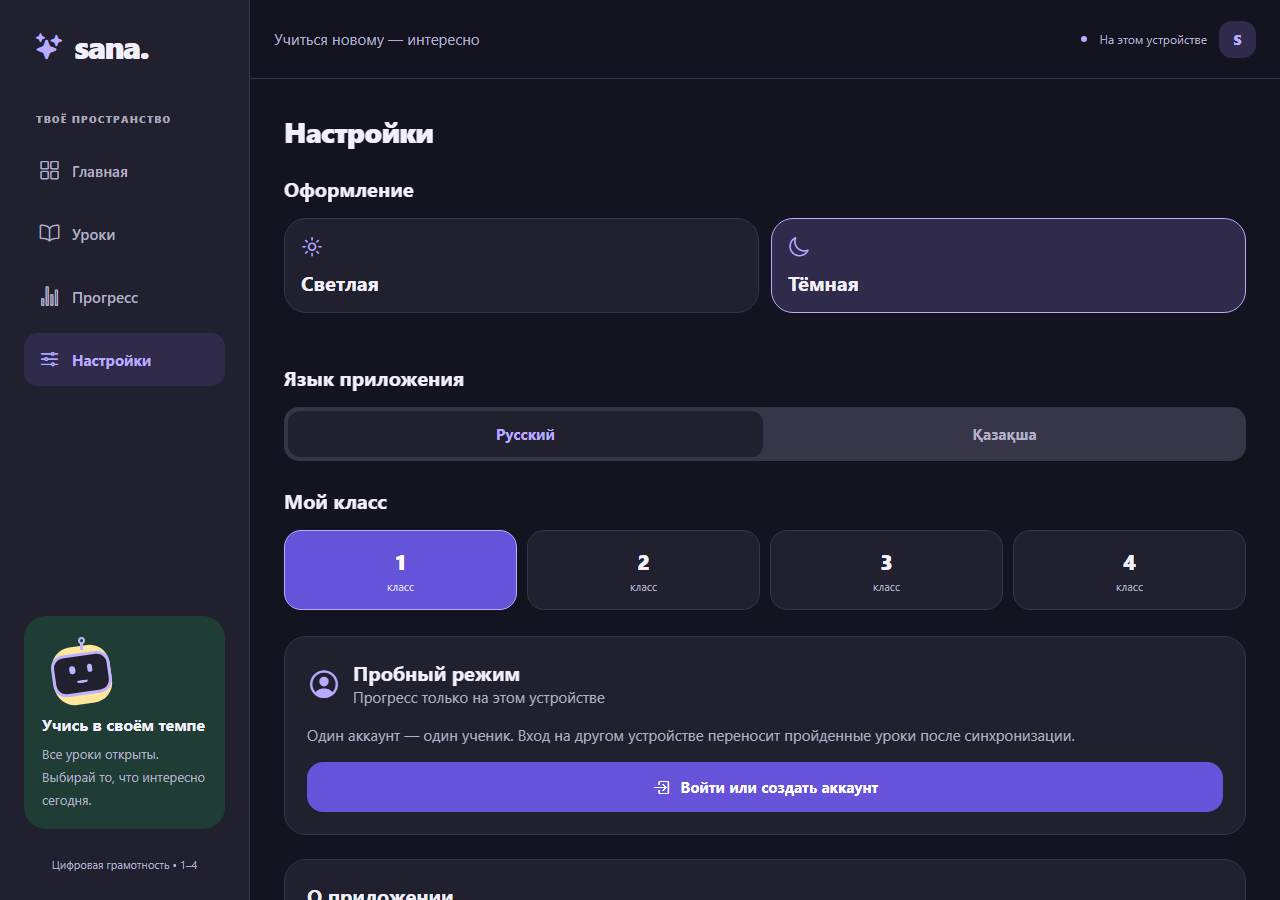 sana.
ТВОЁ ПРОСТРАНСТВО
Главная
Уроки
Прогресс
Настройки
Учись в своём темпе
Все уроки открыты.
Выбирай то, что интересно
сегодня.
Цифровая грамотность • 1–4
Учиться новому — интересно
На этом устройстве
S
Настройки
Оформление
Светлая
Тёмная
Язык приложения
Русский
Қазақша
Мой класс
1
класс
2
класс
3
класс
4
класс
Пробный режим
Прогресс только на этом устройстве
Один аккаунт — один ученик. Вход на другом устройстве переносит пройденные уроки после синхронизации.
Войти или создать аккаунт
О приложении